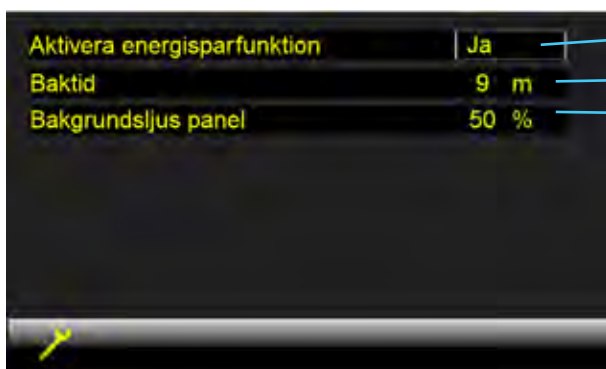 Aktivera energisparfunktion Ja
Baktid 9 m
Bakgrundsljus panel 50 %